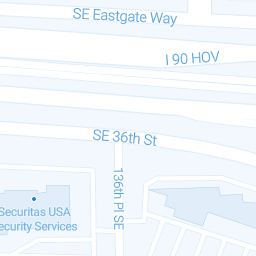 SE Eastgate Way
I 90 HOV
SE 36th St
136th Pl SE
Securitas USA
ecurity Services